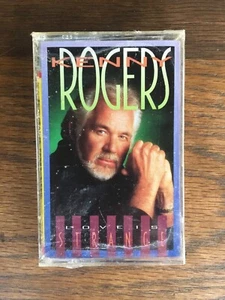 KENNY
ROGERS
LOVE IS
STRANGE